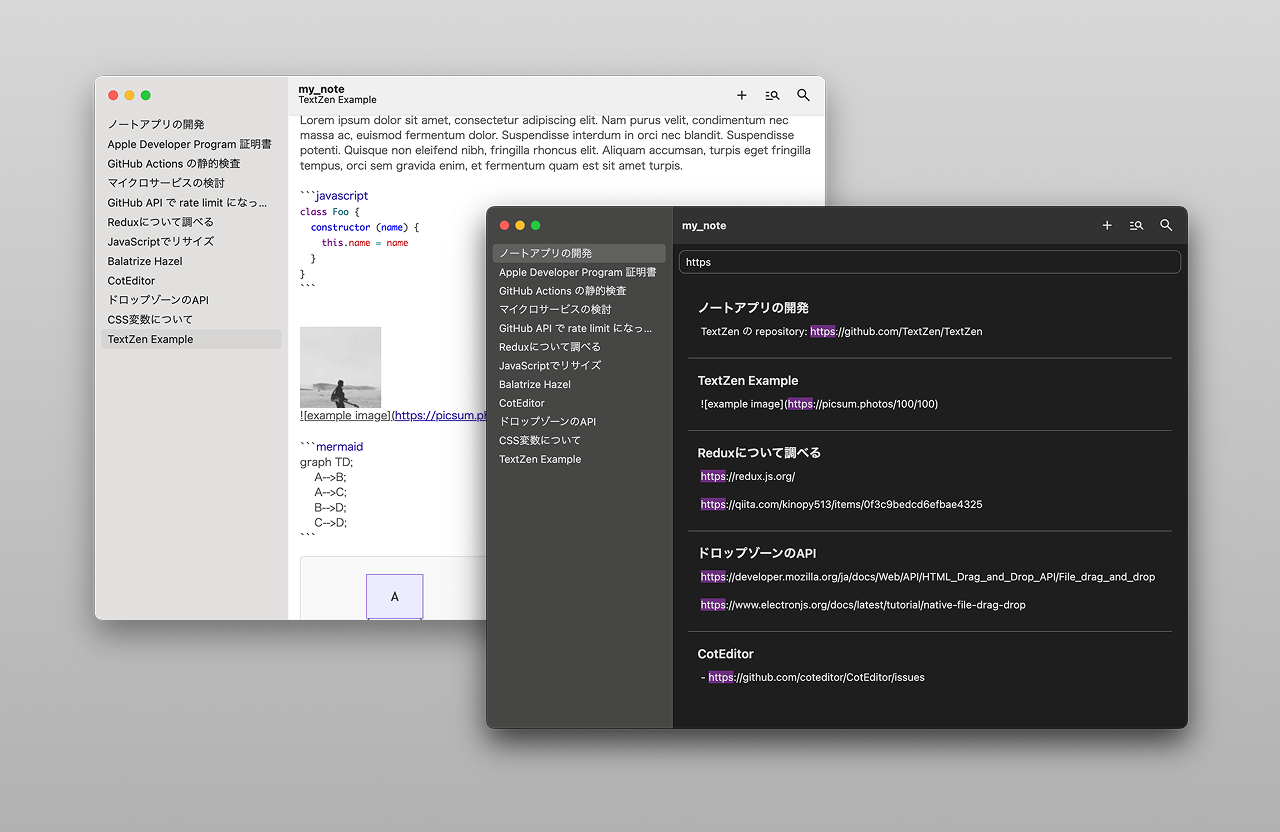 my_note
TextZen Example
ノートアプリの開発
Apple Developer Program 証明書
GitHub Actions の静的検査
マイクロサービスの検討
GitHub API で rate limit になっ...
Reduxについて調べる
JavaScriptでリサイズ
Balatrize Hazel
CotEditor
ドロップゾーンのAPI
CSS変数について
TextZen Example
Lorem ipsum dolor sit amet, consectetur adipiscing elit. Nam purus velit, condimentum nec
massa ac, euismod fermentum dolor. Suspendisse interdum in orci nec blandit. Suspendisse
potenti. Quisque non eleifend nibh, fringilla rhoncus elit. Aliquam accumsan, turpis eget fringilla
tempus, orci sem gravida enim, et fermentum quam est sit amet turpis.
```javascript
class Foo {
constructor (name) {
this.name = name
}
}
```
![example image](https://picsum.ph
```mermaid
graph TD;
A-->B;
A-->C;
B-->D;
C-->D;
```
A
my_note
ノートアプリの開発
Apple Developer Program 証明書
GitHub Actions の静的検査
マイクロサービスの検討
GitHub API で rate limit になっ...
Reduxについて調べる
JavaScriptでリサイズ
Balatrize Hazel
CotEditor
ドロップゾーンのAPI
CSS変数について
TextZen Example
https
ノートアプリの開発
TextZen の repository: https://github.com/TextZen/TextZen
TextZen Example
![example image](https://picsum.photos/100/100)
Reduxについて調べる
https://redux.js.org/
https://qiita.com/kinopy513/items/0f3c9bedcd6efbae4325
ドロップゾーンのAPI
https://developer.mozilla.org/ja/docs/Web/API/HTML_Drag_and_Drop_API/File_drag_and_drop
https://www.electronjs.org/docs/latest/tutorial/native-file-drag-drop
CotEditor
- https://github.com/coteditor/CotEditor/issues